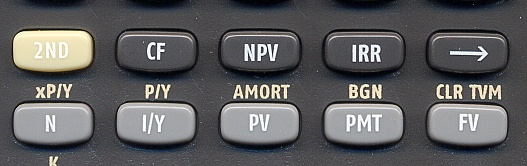 2ND CF NPV IRR →
xP/Y P/Y AMORT BGN CLR TVM
N I/Y PV PMT FV
K